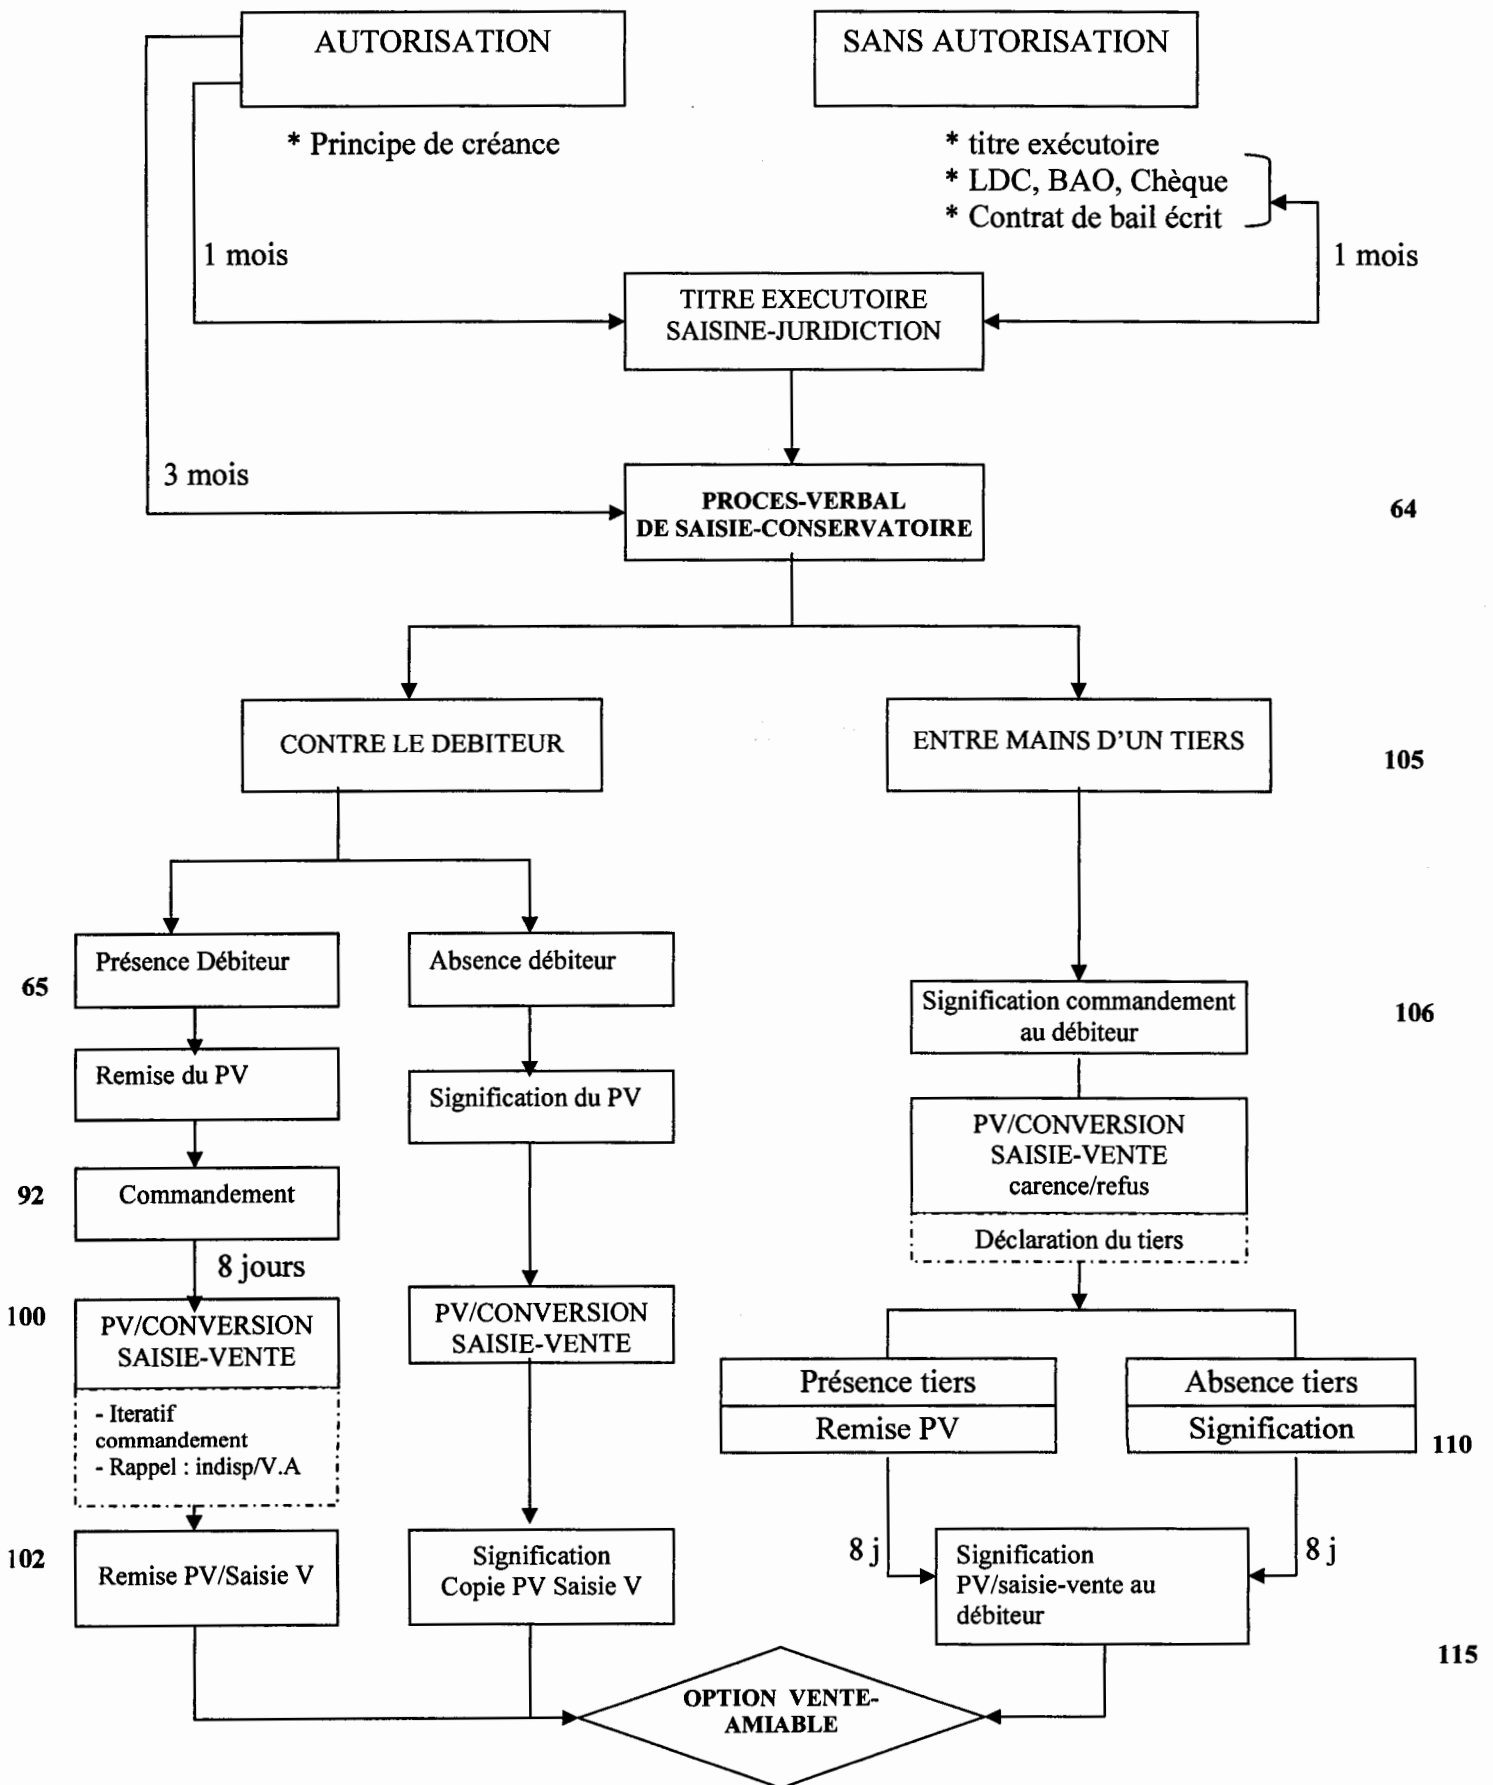 AUTORISATION
SANS AUTORISATION
* Principe de créance
* titre exécutoire
* LDC, BAO, Chèque
* Contrat de bail écrit
1 mois
1 mois
TITRE EXECUTOIRE
SAISINE-JURIDICTION
3 mois
PROCES-VERBAL
DE SAISIE-CONSERVATOIRE
64
CONTRE LE DEBITEUR
ENTRE MAINS D'UN TIERS
105
Présence Débiteur
Absence débiteur
65
Signification commandement
au débiteur
106
Remise du PV
Signification du PV
PV/CONVERSION
SAISIE-VENTE
carence/refus
Déclaration du tiers
92
Commandement
8 jours
100
PV/CONVERSION
SAISIE-VENTE
PV/CONVERSION
SAISIE-VENTE
- Iteratif
commandement
- Rappel : indisp/V.A
Présence tiers
Remise PV
Absence tiers
Signification
110
102
Remise PV/Saisie V
Signification
Copie PV Saisie V
8 j
Signification
PV/saisie-vente au
débiteur
8 j
115
OPTION VENTE-
AMIABLE